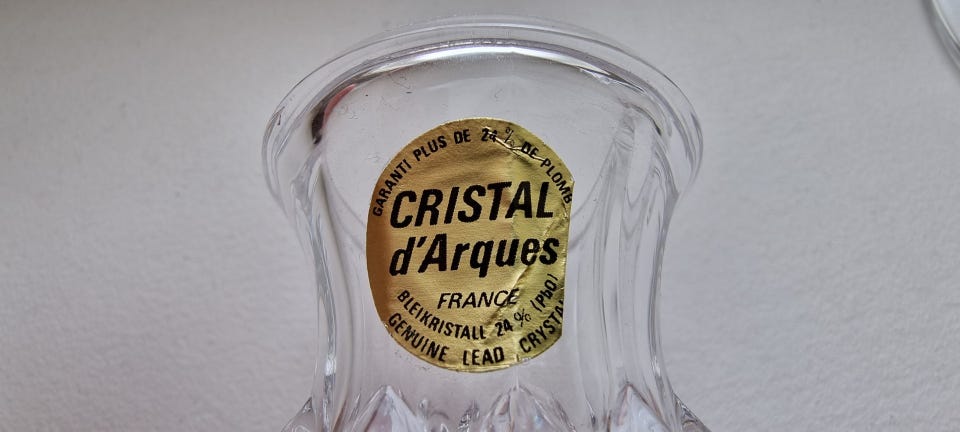 GARANTI PLUS DE 24 % DE PLOMB
CRISTAL
d'Arques
FRANCE
BLEIKRISTALL 24 % (PbO)
GENUINE LEAD CRYSTAL